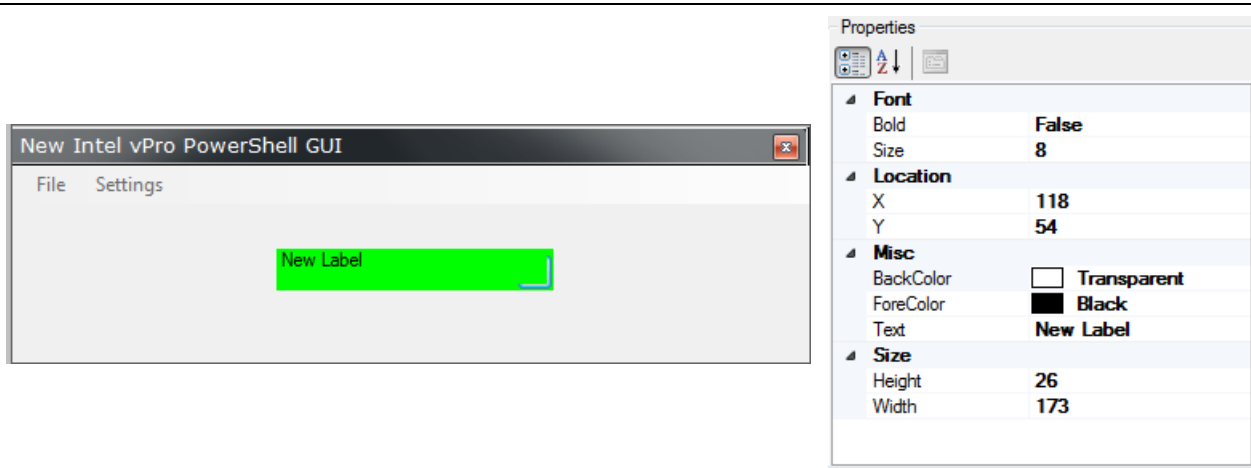 New Intel vPro PowerShell GUI
File Settings
New Label
Properties
Font
Bold False
Size 8
Location
X 118
Y 54
Misc
BackColor Transparent
ForeColor Black
Text New Label
Size
Height 26
Width 173